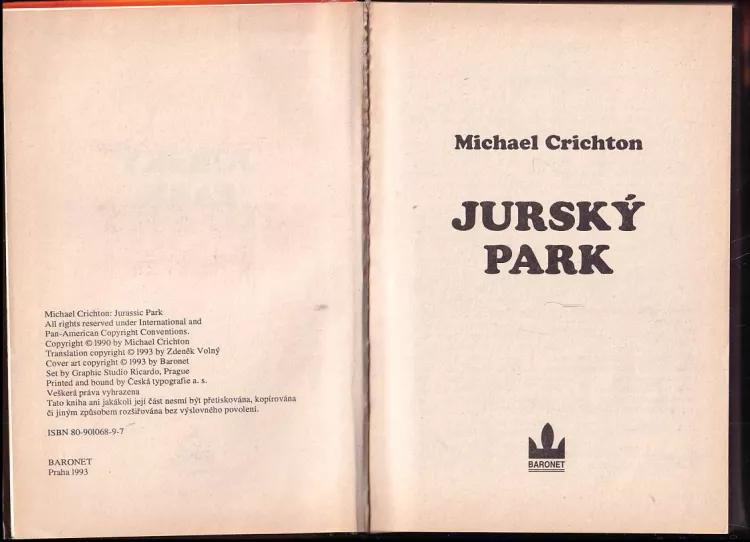 Michael Crichton: Jurassic Park
All rights reserved under International and
Pan-American Copyright Conventions.
Copyright © 1990 by Michael Crichton
Translation copyright © 1993 by Zdeněk Volný
Cover art copyright © 1993 by Baronet
Set by Graphic Studio Ricardo, Prague
Printed and bound by Česká typografie a. s.
Veškerá práva vyhrazena
Tato kniha ani jakákoli její část nesmí být přetiskována, kopírována
či jiným způsobem rozšiřována bez výslovného povolení.
ISBN 80-901068-9-7
BARONET
Praha 1993
Michael Crichton
JURSKÝ
PARK
BARONET